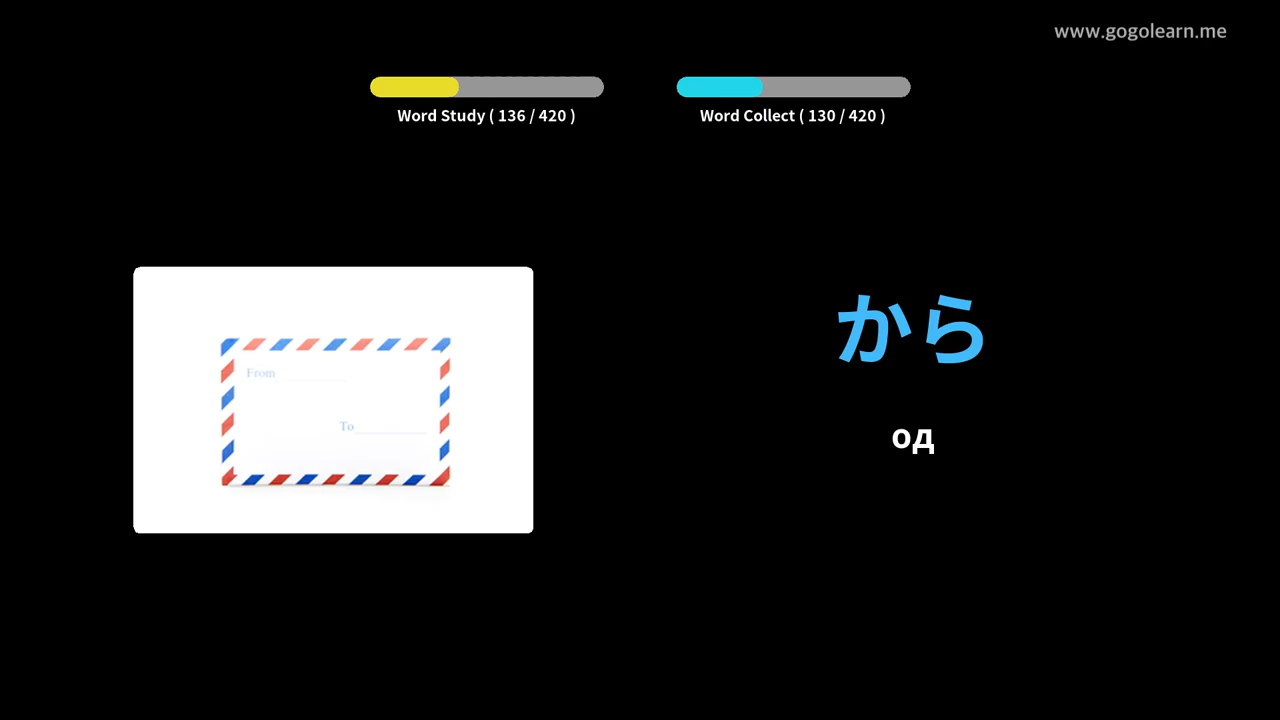 www.gogolearn.me
Word Study ( 136 / 420 )
Word Collect ( 130 / 420 )
From
To
から
од